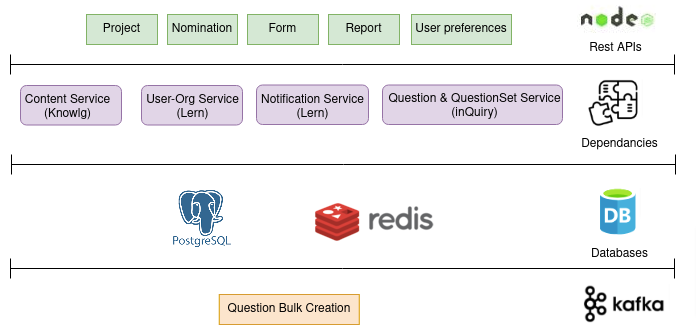 Project
Nomination
Form
Report
User preferences
node
Rest APIs
Content Service
(Knowlg)
User-Org Service
(Lern)
Notification Service
(Lern)
Question & QuestionSet Service
(inQuiry)
Dependancies
PostgreSQL
redis
DB
Databases
Question Bulk Creation
kafka